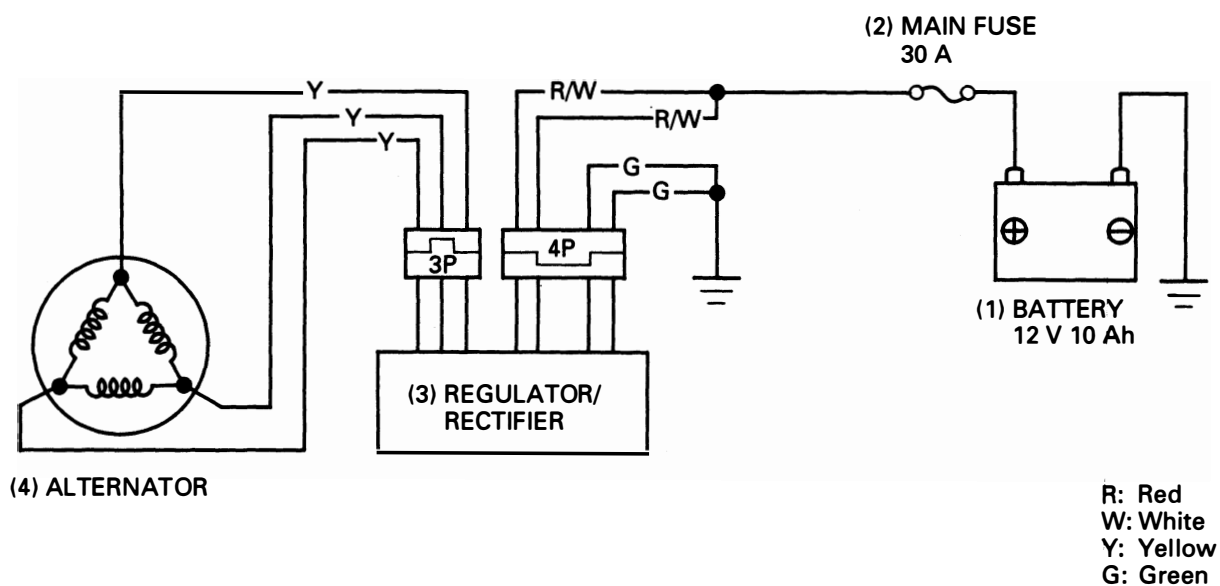 (2) MAIN FUSE
30 A
Y
R/W
Y
R/W
Y
G
G
3P
4P
(1) BATTERY
12 V 10 Ah
(3) REGULATOR/
RECTIFIER
(4) ALTERNATOR
R: Red
W: White
Y: Yellow
G: Green